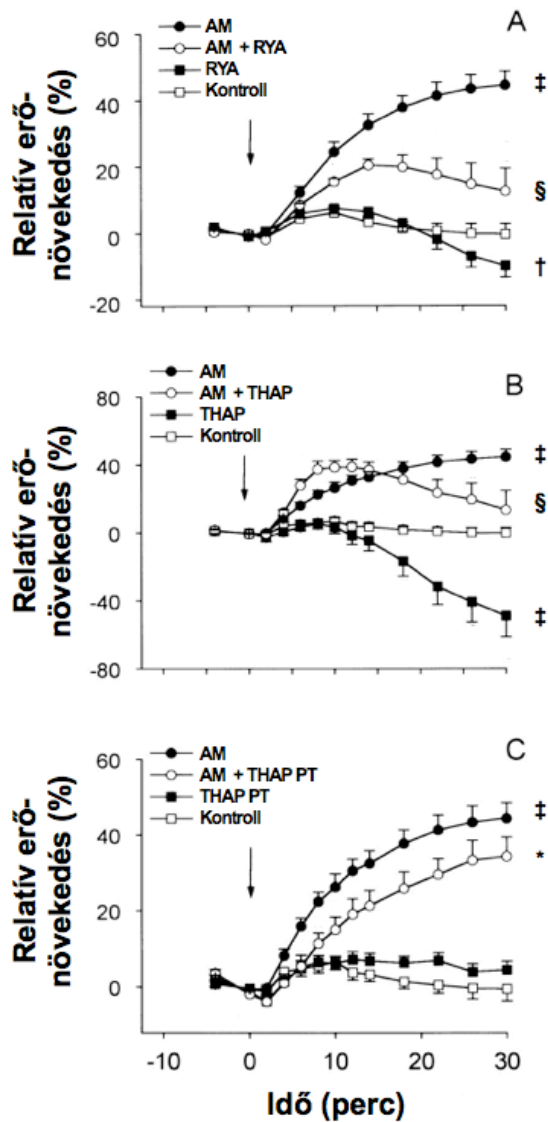 A
AM
AM + RYA
RYA
Kontroll
Relatív erő-
növekedés (%)
60
40
20
0
-20
‡
§
†
B
AM
AM + THAP
THAP
Kontroll
Relatív erő-
növekedés (%)
80
40
0
-40
-80
‡
§
‡
C
AM
AM + THAP PT
THAP PT
Kontroll
Relatív erő-
növekedés (%)
60
40
20
0
‡
*
-10 0 10 20 30
Idő (perc)